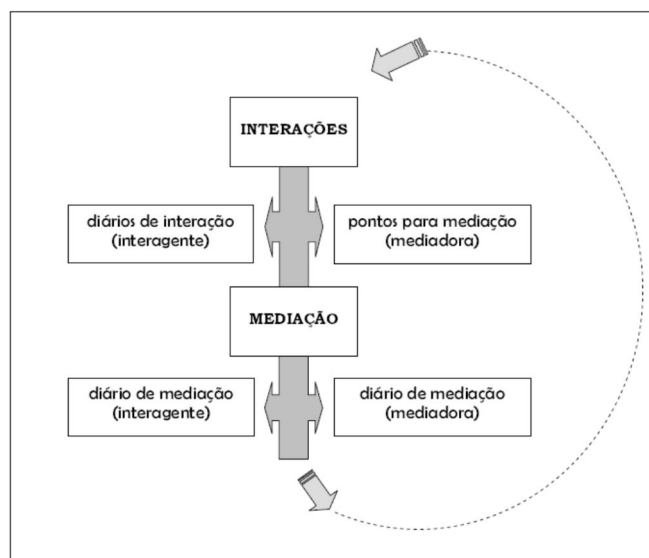 INTERAÇÕES
diários de interação
(interagente)
pontos para mediação
(mediadora)
MEDIAÇÃO
diário de mediação
(interagente)
diário de mediação
(mediadora)